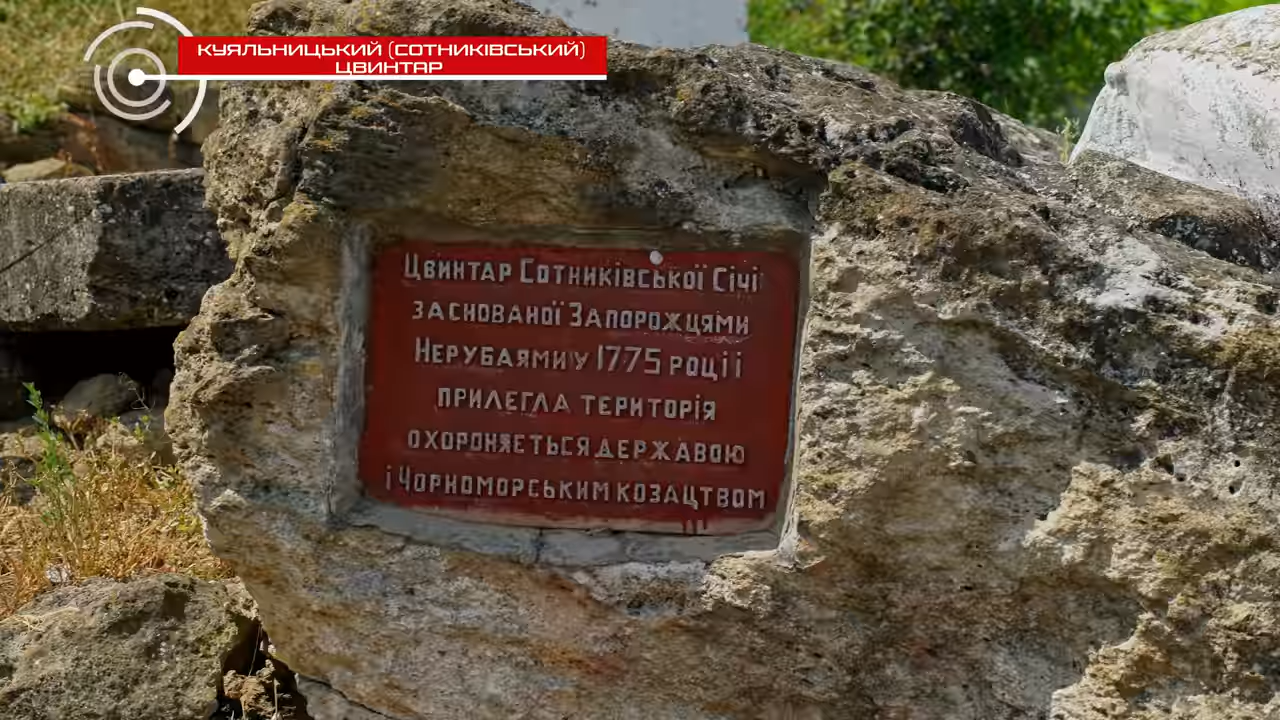 КУЯЛЬНИЦЬКИЙ (СОТНИКІВСЬКИЙ)
ЦВИНТАР
Цвинтар Сотниківської Січі
заснованої Запорожцями
Нерубаями у 1775 році і
прилегла територія
охороняється державою
і Чорноморським козацтвом